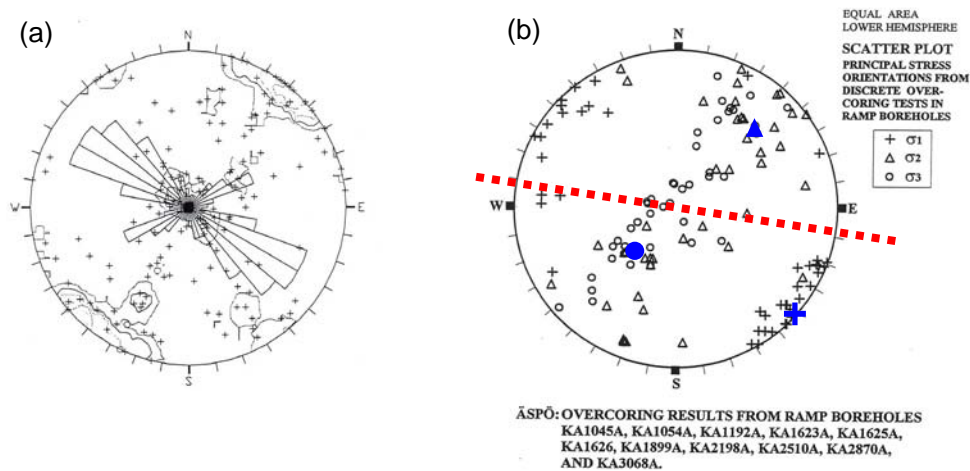 (a)
N
W
E
S
(b)
N
W
E
S
EQUAL AREA
LOWER HEMISPHERE
SCATTER PLOT
PRINCIPAL STRESS
ORIENTATIONS FROM
DISCRETE OVER-
CORING TESTS IN
RAMP BOREHOLES
+ σ1
△ σ2
○ σ3
ÄSPÖ: OVERCORING RESULTS FROM RAMP BOREHOLES
KA1045A, KA1054A, KA1192A, KA1623A, KA1625A,
KA1626, KA1899A, KA2198A, KA2510A, KA2870A,
AND KA3068A.